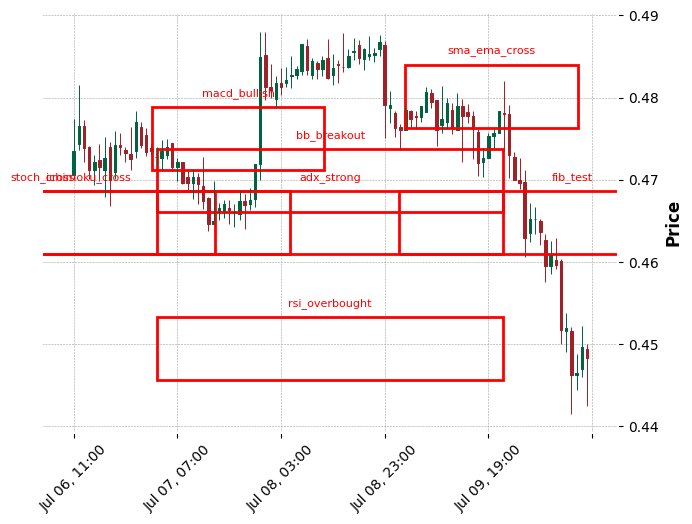 0.49
sma_ema_cross
0.48
macd_bullish
bb_breakout
0.47
stoch_cross
ichimoku_cross
adx_strong
fib_test
Price
0.46
rsi_overbought
0.45
0.44
Jul 06, 11:00
Jul 07, 07:00
Jul 08, 03:00
Jul 08, 23:00
Jul 09, 19:00